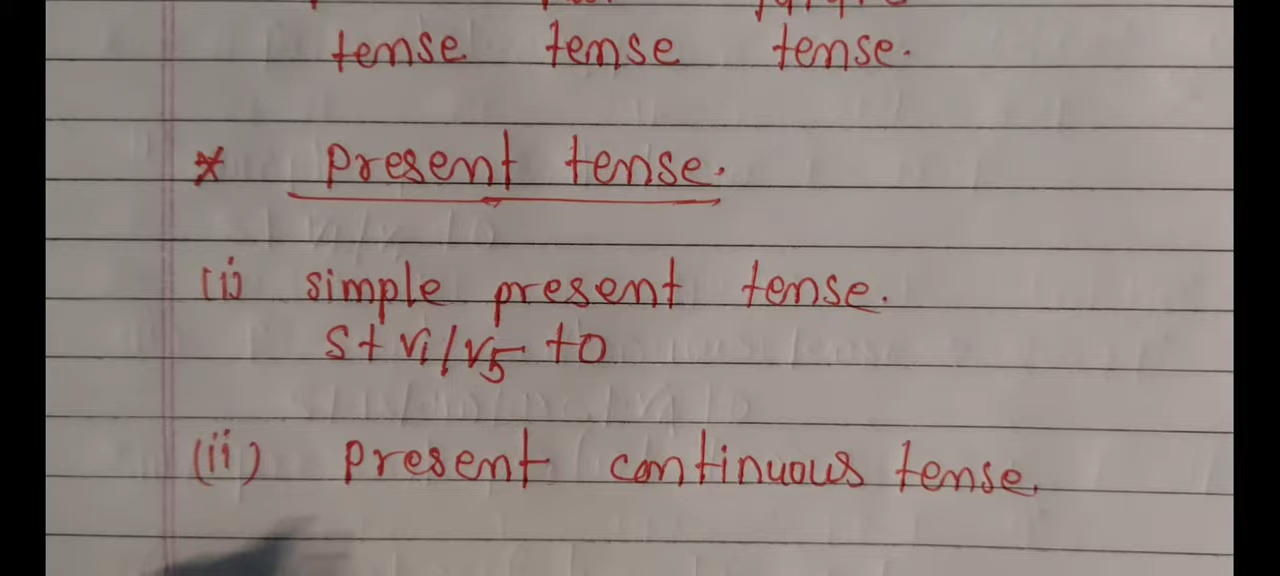 tense tense tense.
* Present tense.
(i) simple present tense.
S + V1/V5 + O
(ii) Present continuous tense.